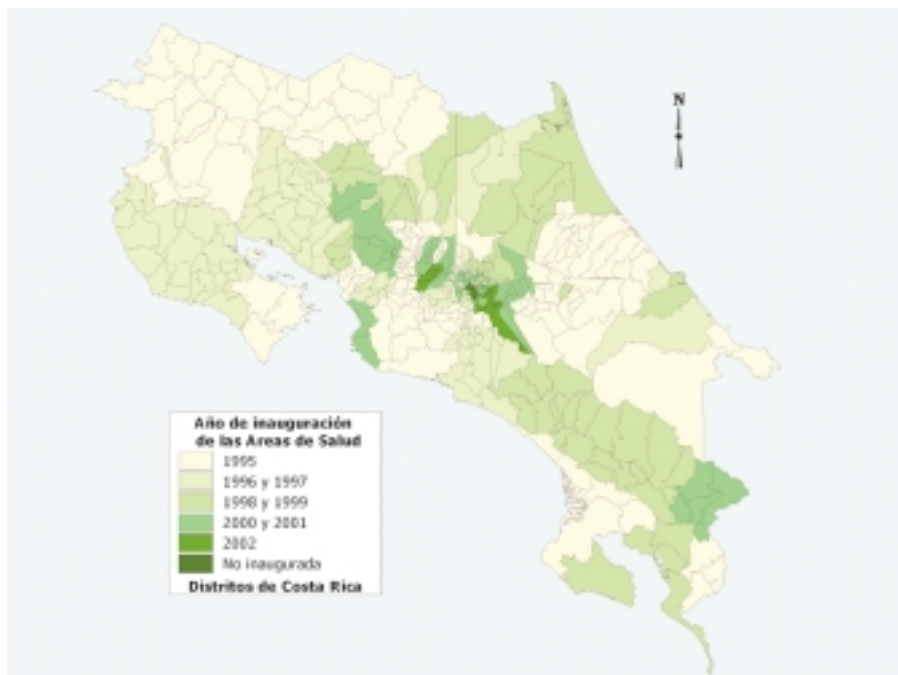 N
Año de inauguración
de las Areas de Salud
1995
1996 y 1997
1998 y 1999
2000 y 2001
2002
No inaugurada
Distritos de Costa Rica